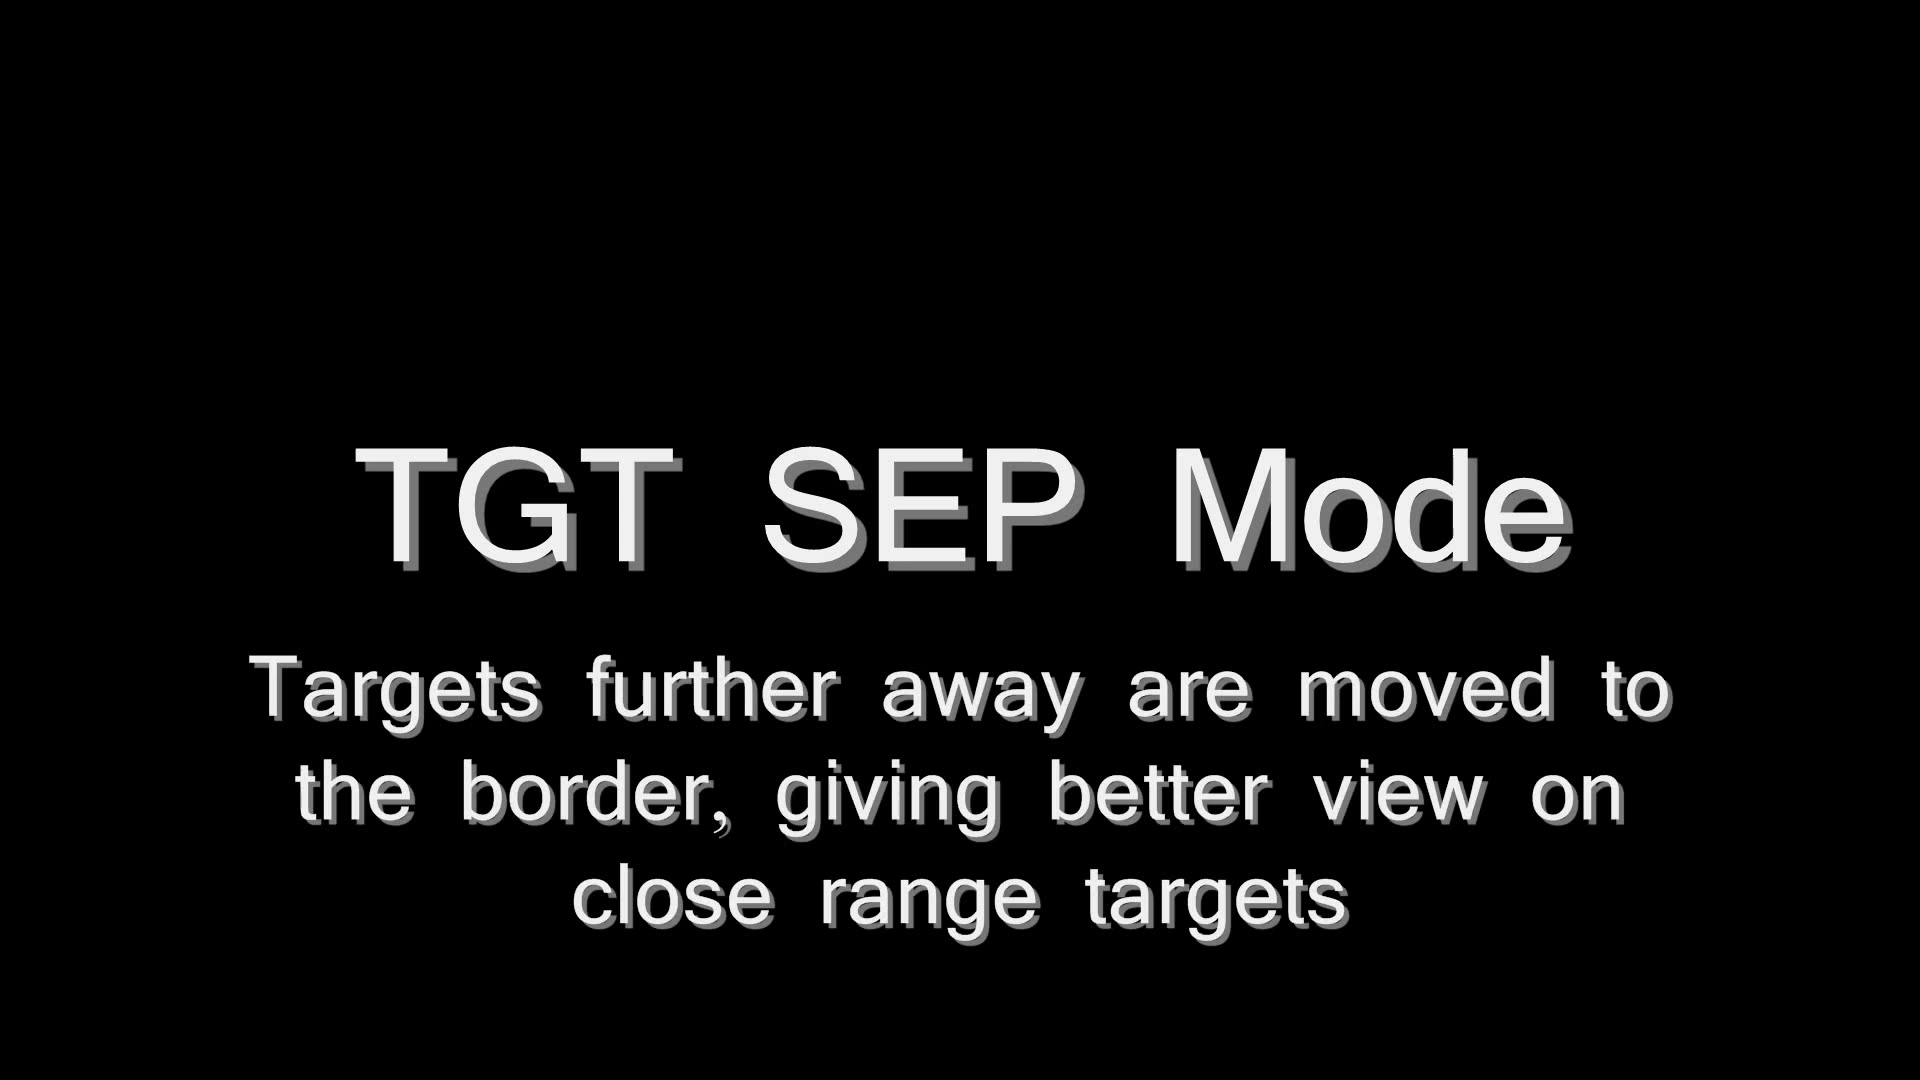 TGT SEP Mode
Targets further away are moved to
the border, giving better view on
close range targets